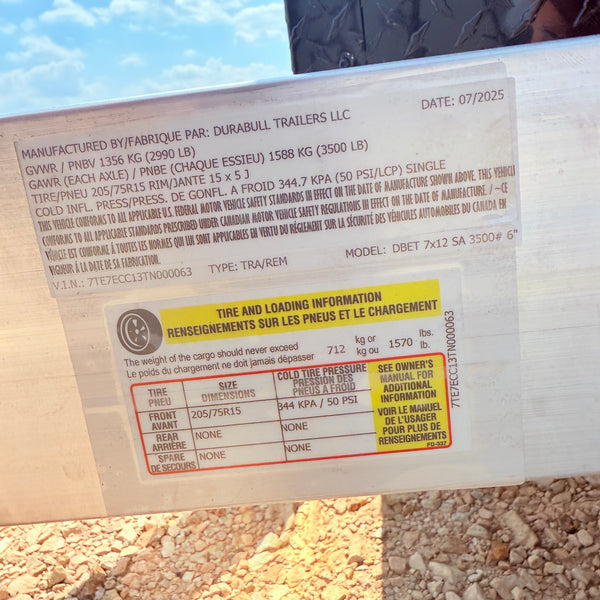 MANUFACTURED BY/FABRIQUE PAR: DURABULL TRAILERS LLC DATE: 07/2025
GVWR / PNBV 1356 KG (2990 LB)
GAWR (EACH AXLE) / PNBE (CHAQUE ESSIEU) 1588 KG (3500 LB)
TIRE/PNEU 205/75R15 RIM/JANTE 15 x 5 J
COLD INFL. PRESS/PRESS. DE GONFL. A FROID 344.7 KPA (50 PSI/LCP) SINGLE
THIS VEHICLE CONFORMS TO ALL APPLICABLE U.S. FEDERAL MOTOR VEHICLE SAFETY STANDARDS IN EFFECT ON THE DATE OF MANUFACTURE SHOWN ABOVE. THIS VEHICLE
CONFORMS TO ALL APPLICABLE STANDARDS PRESCRIBED UNDER CANADIAN MOTOR VEHICLE SAFETY REGULATIONS IN EFFECT ON THE DATE OF MANUFACTURE. / ~CE
VÉHICULE EST CONFORME À TOUTES LES NORMES QUI LUI SONT APPLICABLES EN VERTU DU RÈGLEMENT SUR LA SÉCURITÉ DES VÉHICULES AUTOMOBILES DU CANADA EN
VIGUEUR À LA DATE DE SA FABRICATION.
V.I.N.: 7TE7ECC13TN000063 TYPE: TRA/REM MODEL: DBET 7x12 SA 3500# 6"
TIRE AND LOADING INFORMATION
RENSEIGNEMENTS SUR LES PNEUS ET LE CHARGEMENT
The weight of the cargo should never exceed 712 kg or 1570 lbs.
Le poids du chargement ne doit jamais dépasser kg ou lb.
TIRE SIZE COLD TIRE PRESSURE
PNEU DIMENSIONS PRESSION DES
PNEUS A FROID
FRONT 205/75R15 344 KPA / 50 PSI
AVANT
REAR NONE NONE
ARRIÈRE
SPARE NONE NONE
DE SECOURS
SEE OWNER'S
MANUAL FOR
ADDITIONAL
INFORMATION
VOIR LE MANUEL
DE L'USAGER
POUR PLUS DE
RENSEIGNEMENTS
PD-337
7TE7ECC13TN000063